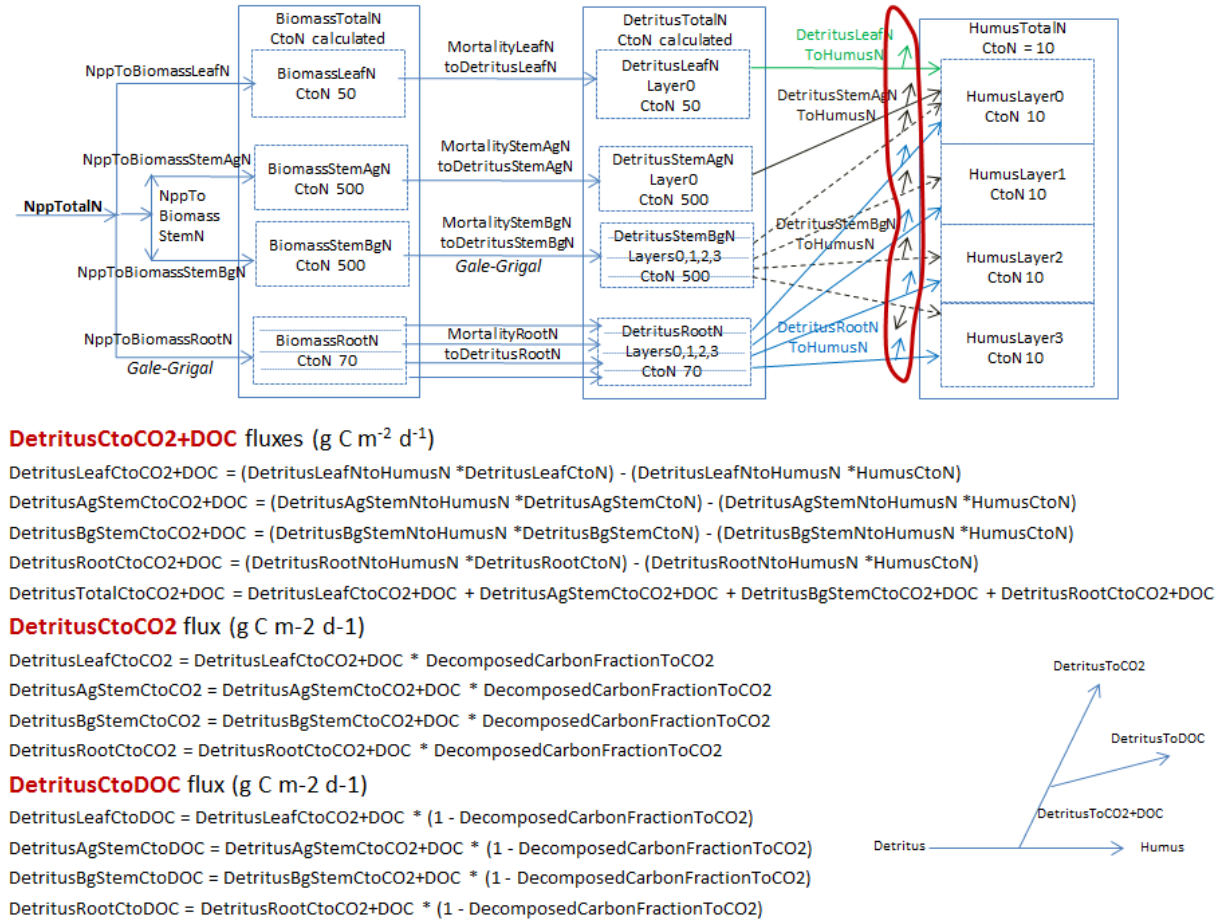 BiomassTotalN
CtoN calculated
DetritusTotalN
CtoN calculated
HumusTotalN
CtoN = 10
NppToBiomassLeafN
BiomassLeafN
CtoN 50
MortalityLeafN
toDetritusLeafN
DetritusLeafN
Layer0
CtoN 50
DetritusLeafN
ToHumusN
HumusLayer0
CtoN 10
NppToBiomassStemAgN
BiomassStemAgN
CtoN 500
MortalityStemAgN
toDetritusStemAgN
DetritusStemAgN
Layer0
CtoN 500
DetritusStemAgN
ToHumusN
HumusLayer1
CtoN 10
NppTotalN
NppTo
Biomass
StemN
NppToBiomassStemBgN
BiomassStemBgN
CtoN 500
MortalityStemBgN
toDetritusStemBgN
Gale-Grigal
DetritusStemBgN
Layers0,1,2,3
CtoN 500
DetritusStemBgN
ToHumusN
HumusLayer2
CtoN 10
NppToBiomassRootN
Gale-Grigal
BiomassRootN
CtoN 70
MortalityRootN
toDetritusRootN
DetritusRootN
Layers0,1,2,3
CtoN 70
DetritusRootN
ToHumusN
HumusLayer3
CtoN 10
DetritusCtoCO2+DOC fluxes (g C m-2 d-1)
DetritusLeafCtoCO2+DOC = (DetritusLeafNtoHumusN *DetritusLeafCtoN) - (DetritusLeafNtoHumusN *HumusCtoN)
DetritusAgStemCtoCO2+DOC = (DetritusAgStemNtoHumusN *DetritusAgStemCtoN) - (DetritusAgStemNtoHumusN *HumusCtoN)
DetritusBgStemCtoCO2+DOC = (DetritusBgStemNtoHumusN *DetritusBgStemCtoN) - (DetritusBgStemNtoHumusN *HumusCtoN)
DetritusRootCtoCO2+DOC = (DetritusRootNtoHumusN *DetritusRootCtoN) - (DetritusRootNtoHumusN *HumusCtoN)
DetritusTotalCtoCO2+DOC = DetritusLeafCtoCO2+DOC + DetritusAgStemCtoCO2+DOC + DetritusBgStemCtoCO2+DOC + DetritusRootCtoCO2+DOC
DetritusCtoCO2 flux (g C m-2 d-1)
DetritusLeafCtoCO2 = DetritusLeafCtoCO2+DOC * DecomposedCarbonFractionToCO2
DetritusAgStemCtoCO2 = DetritusAgStemCtoCO2+DOC * DecomposedCarbonFractionToCO2
DetritusBgStemCtoCO2 = DetritusBgStemCtoCO2+DOC * DecomposedCarbonFractionToCO2
DetritusRootCtoCO2 = DetritusRootCtoCO2+DOC * DecomposedCarbonFractionToCO2
DetritusCtoDOC flux (g C m-2 d-1)
DetritusLeafCtoDOC = DetritusLeafCtoCO2+DOC * (1 - DecomposedCarbonFractionToCO2)
DetritusAgStemCtoDOC = DetritusAgStemCtoCO2+DOC * (1 - DecomposedCarbonFractionToCO2)
DetritusBgStemCtoDOC = DetritusBgStemCtoCO2+DOC * (1 - DecomposedCarbonFractionToCO2)
DetritusRootCtoDOC = DetritusRootCtoCO2+DOC * (1 - DecomposedCarbonFractionToCO2)
DetritusToCO2
DetritusToDOC
DetritusToCO2+DOC
Detritus
Humus